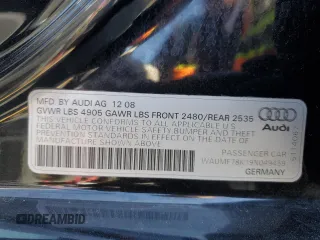 MFD BY AUDI AG 12 08
GVWR LBS 4906 GAWR LBS FRONT 2480/REAR 2535
THIS VEHICLE CONFORMS TO ALL APPLICABLE U.S.
FEDERAL MOTOR VEHICLE SAFETY BUMPER AND THEFT
PREVENTION STANDARDS IN
EFFECT ON THE DATE OF
MANUFACTURE SHOWN ABOVE
Audi
PASSENGER CAR
GERMANY
DREAMBID